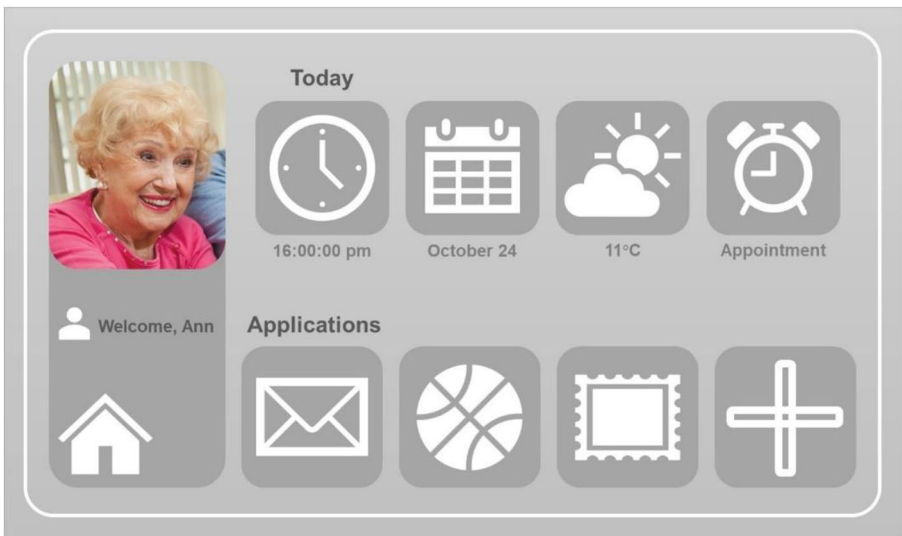 Today
16:00:00 pm
October 24
11°C
Appointment
Welcome, Ann
Applications